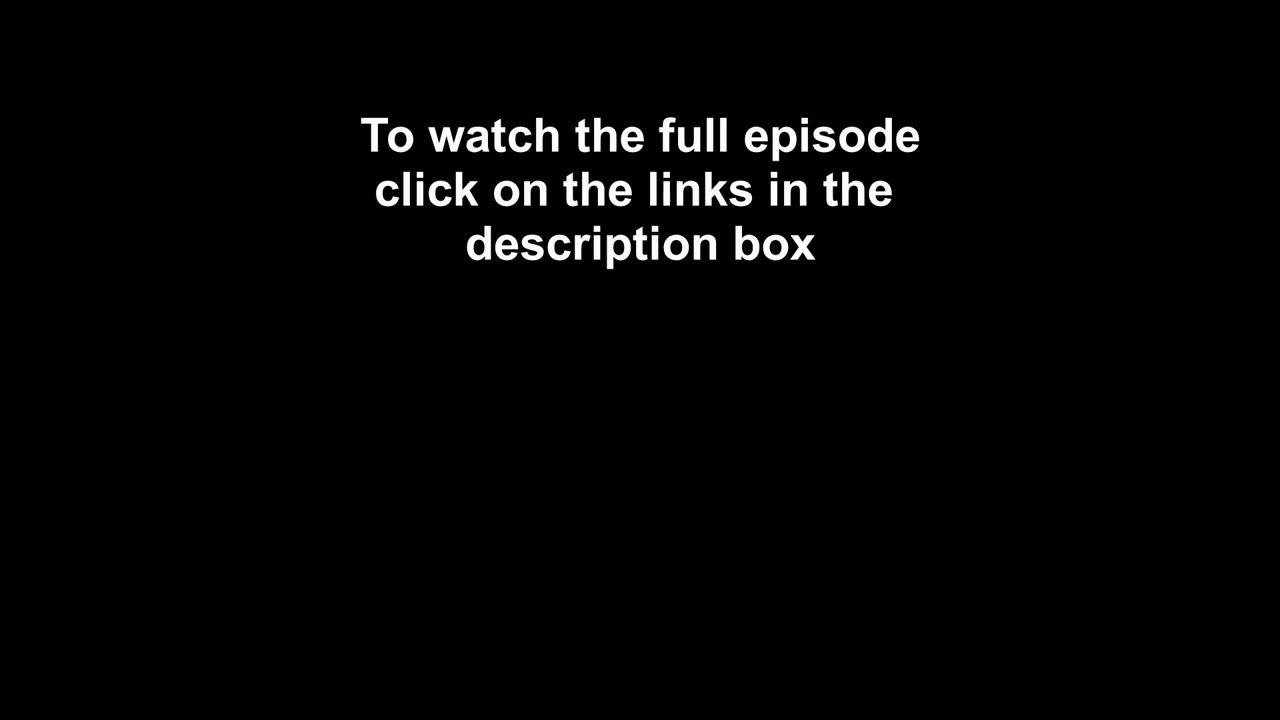 To watch the full episode
click on the links in the
description box